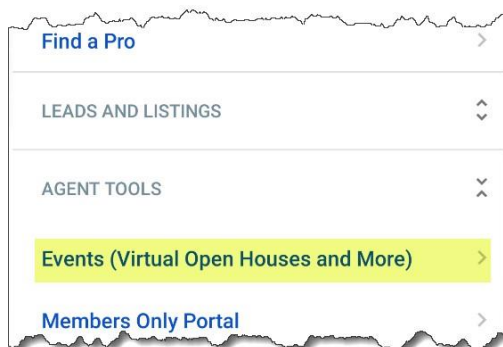 Find a Pro
LEADS AND LISTINGS
AGENT TOOLS
Events (Virtual Open Houses and More)
Members Only Portal